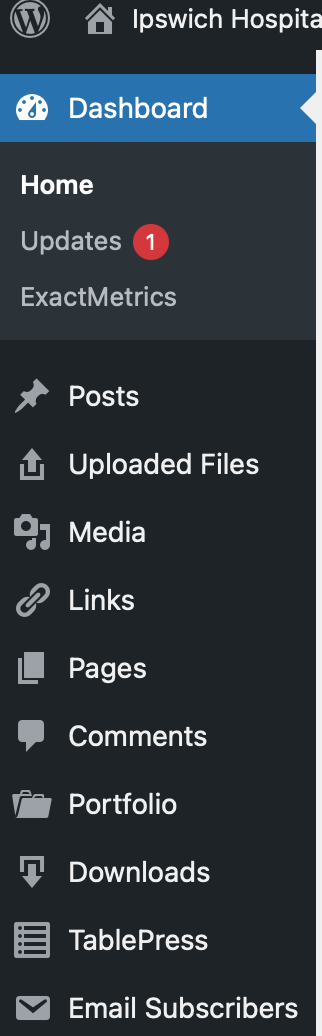 Ipswich Hospita
Dashboard
Home
Updates 1
ExactMetrics
Posts
Uploaded Files
Media
Links
Pages
Comments
Portfolio
Downloads
TablePress
Email Subscribers